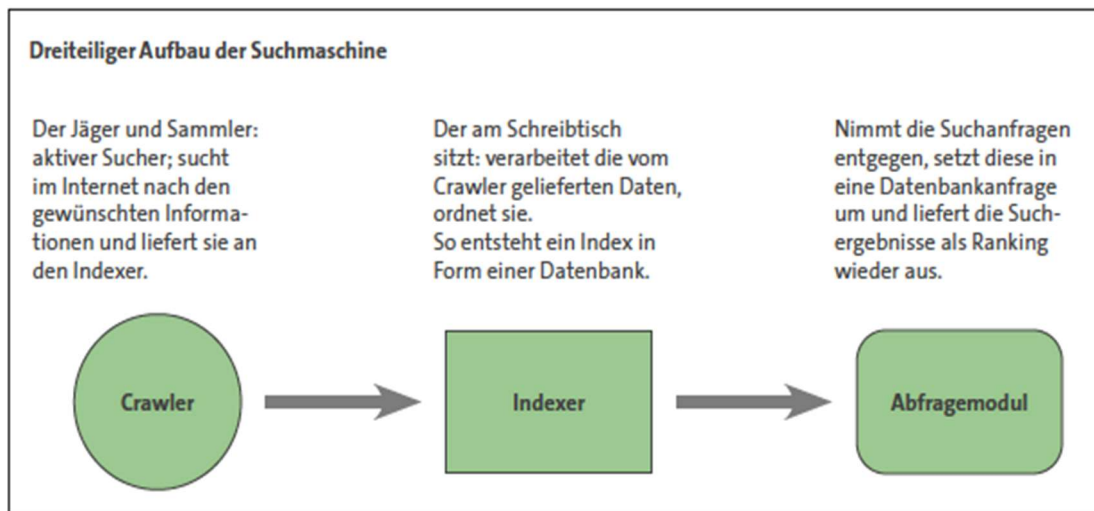 Dreiteiliger Aufbau der Suchmaschine
Der Jäger und Sammler:
aktiver Sucher; sucht
im Internet nach den
gewünschten Informa-
tionen und liefert sie an
den Indexer.
Der am Schreibtisch
sitzt: verarbeitet die vom
Crawler gelieferten Daten,
ordnet sie.
So entsteht ein Index in
Form einer Datenbank.
Nimmt die Suchanfragen
entgegen, setzt diese in
eine Datenbankanfrage
um und liefert die Such-
ergebnisse als Ranking
wieder aus.
Crawler
Indexer
Abfragemodul